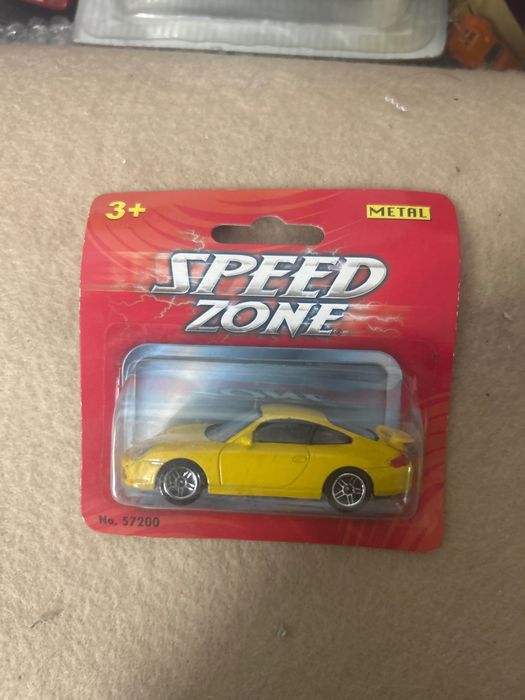 3+
METAL
SPEED
ZONE
No. 57200